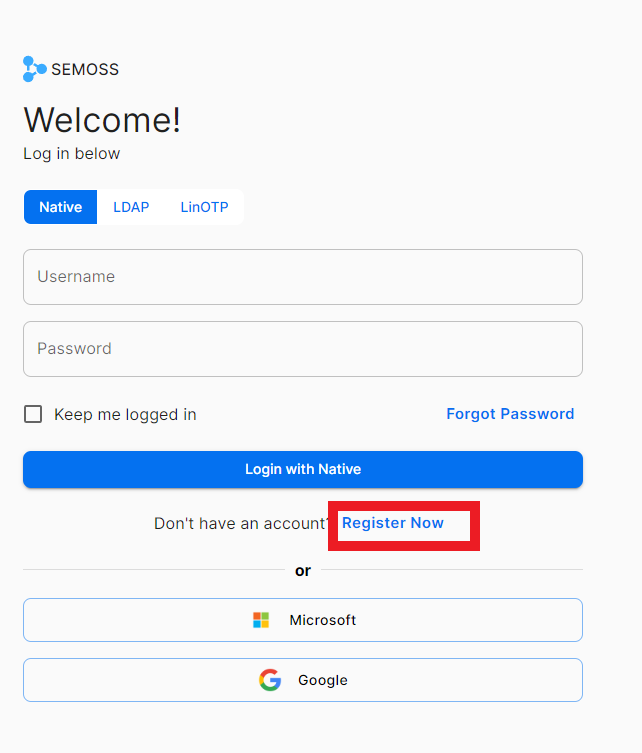 SEMOSS
Welcome!
Log in below
Native LDAP LinOTP
Username
Password
Keep me logged in Forgot Password
Login with Native
Don't have an account? Register Now
or
Microsoft
Google